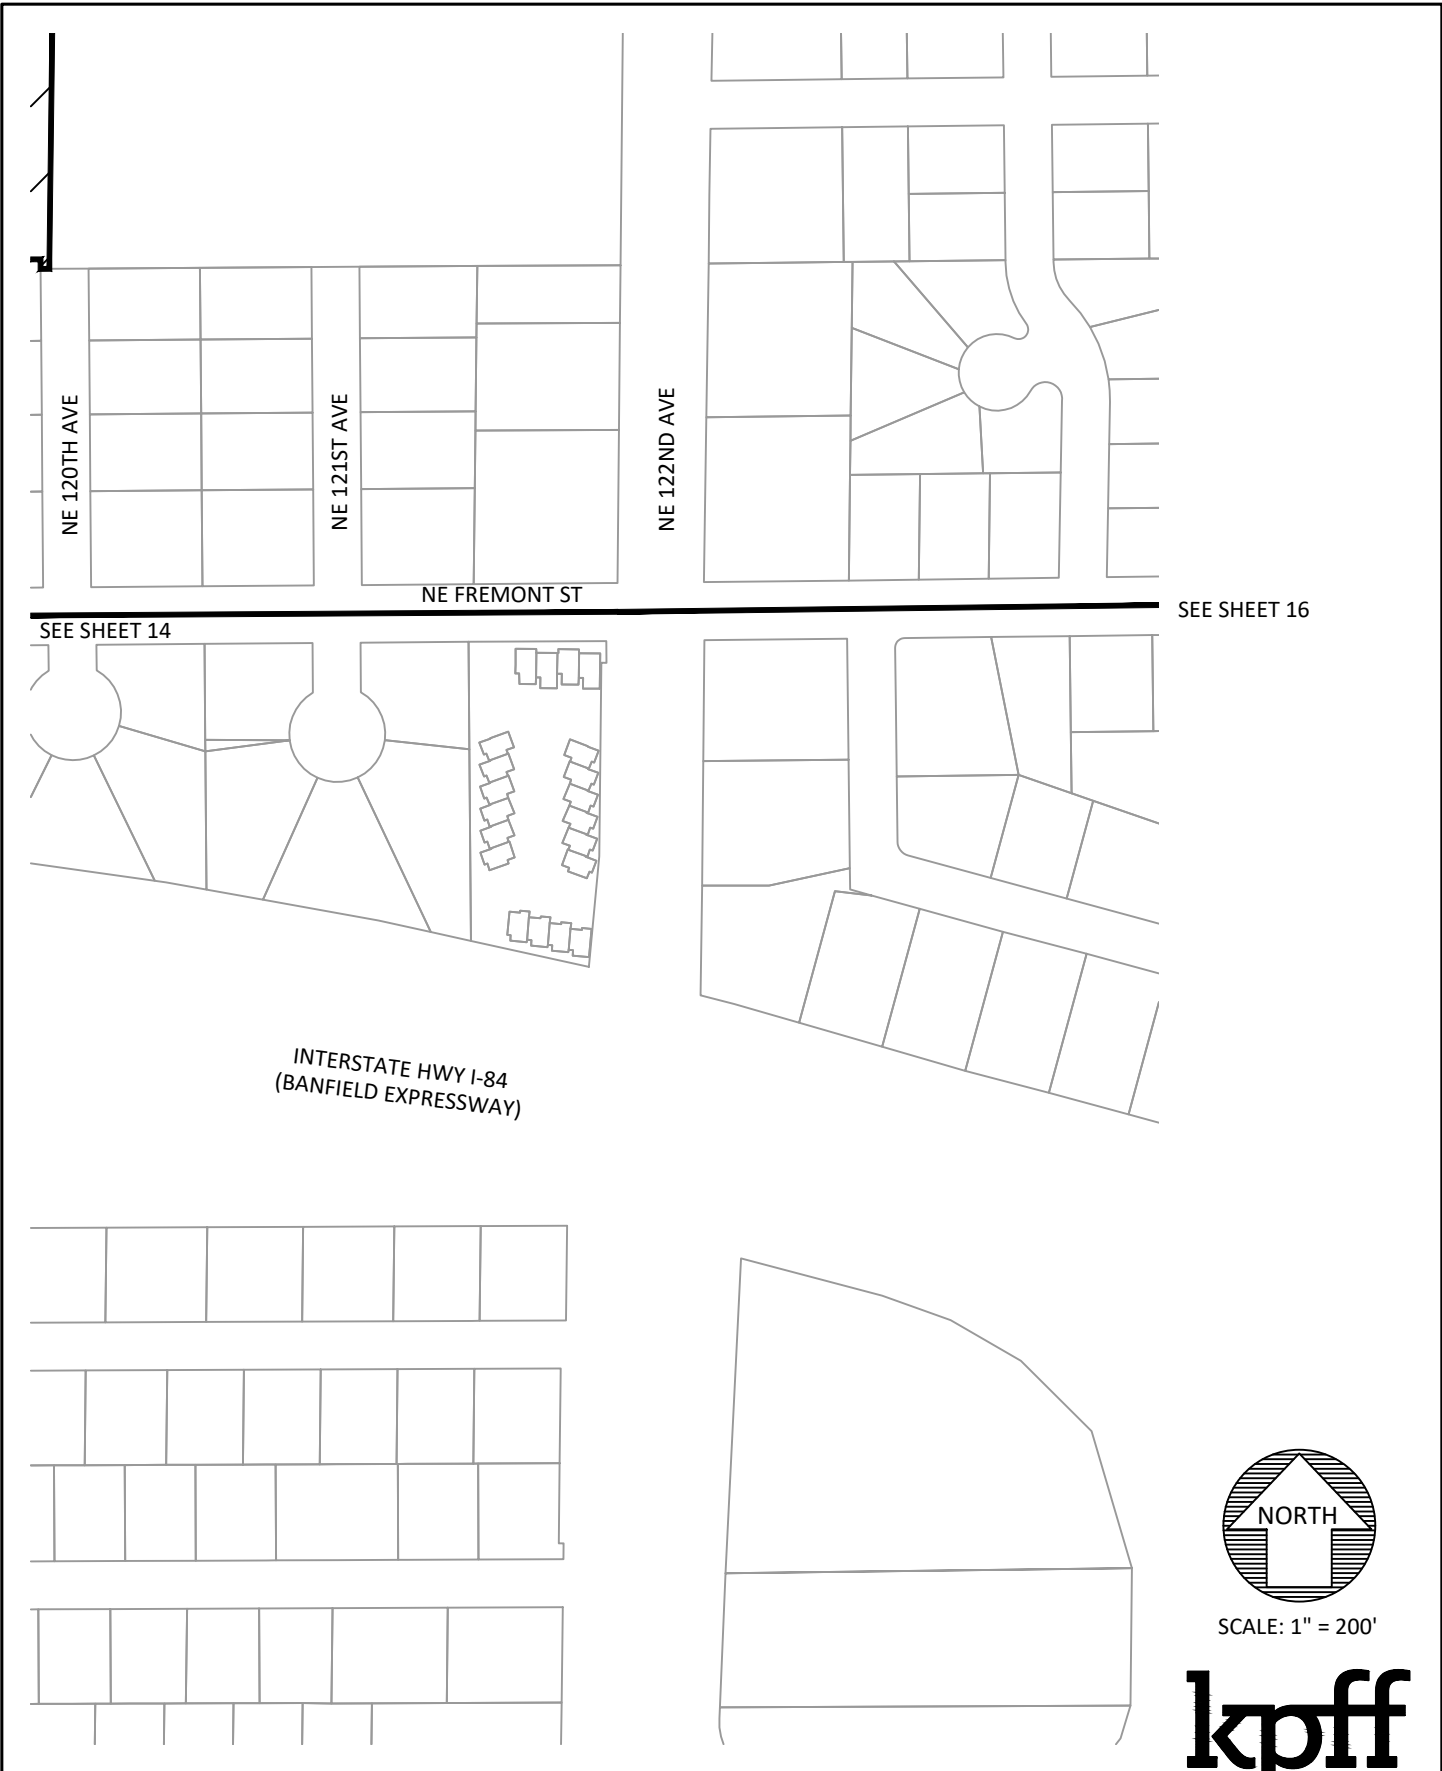 NE 120TH AVE
NE 121ST AVE
NE 122ND AVE
NE FREMONT ST
SEE SHEET 16
SEE SHEET 14
INTERSTATE HWY I-84
(BANFIELD EXPRESSWAY)
NORTH
SCALE: 1" = 200'
kpff